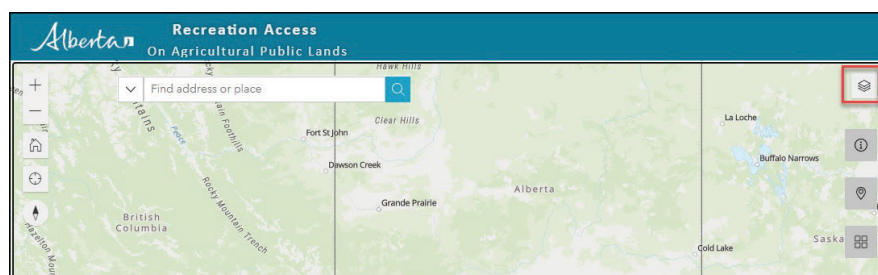 Alberta
Recreation Access
On Agricultural Public Lands
Hawk Hills
Find address or place
Clear Hills
La Loche
Fort St John
Buffalo Narrows
Dawson Creek
Peace
Rocky Mountain Trench
Alberta
Grande Prairie
British
Columbia
Saska
Cold Lake